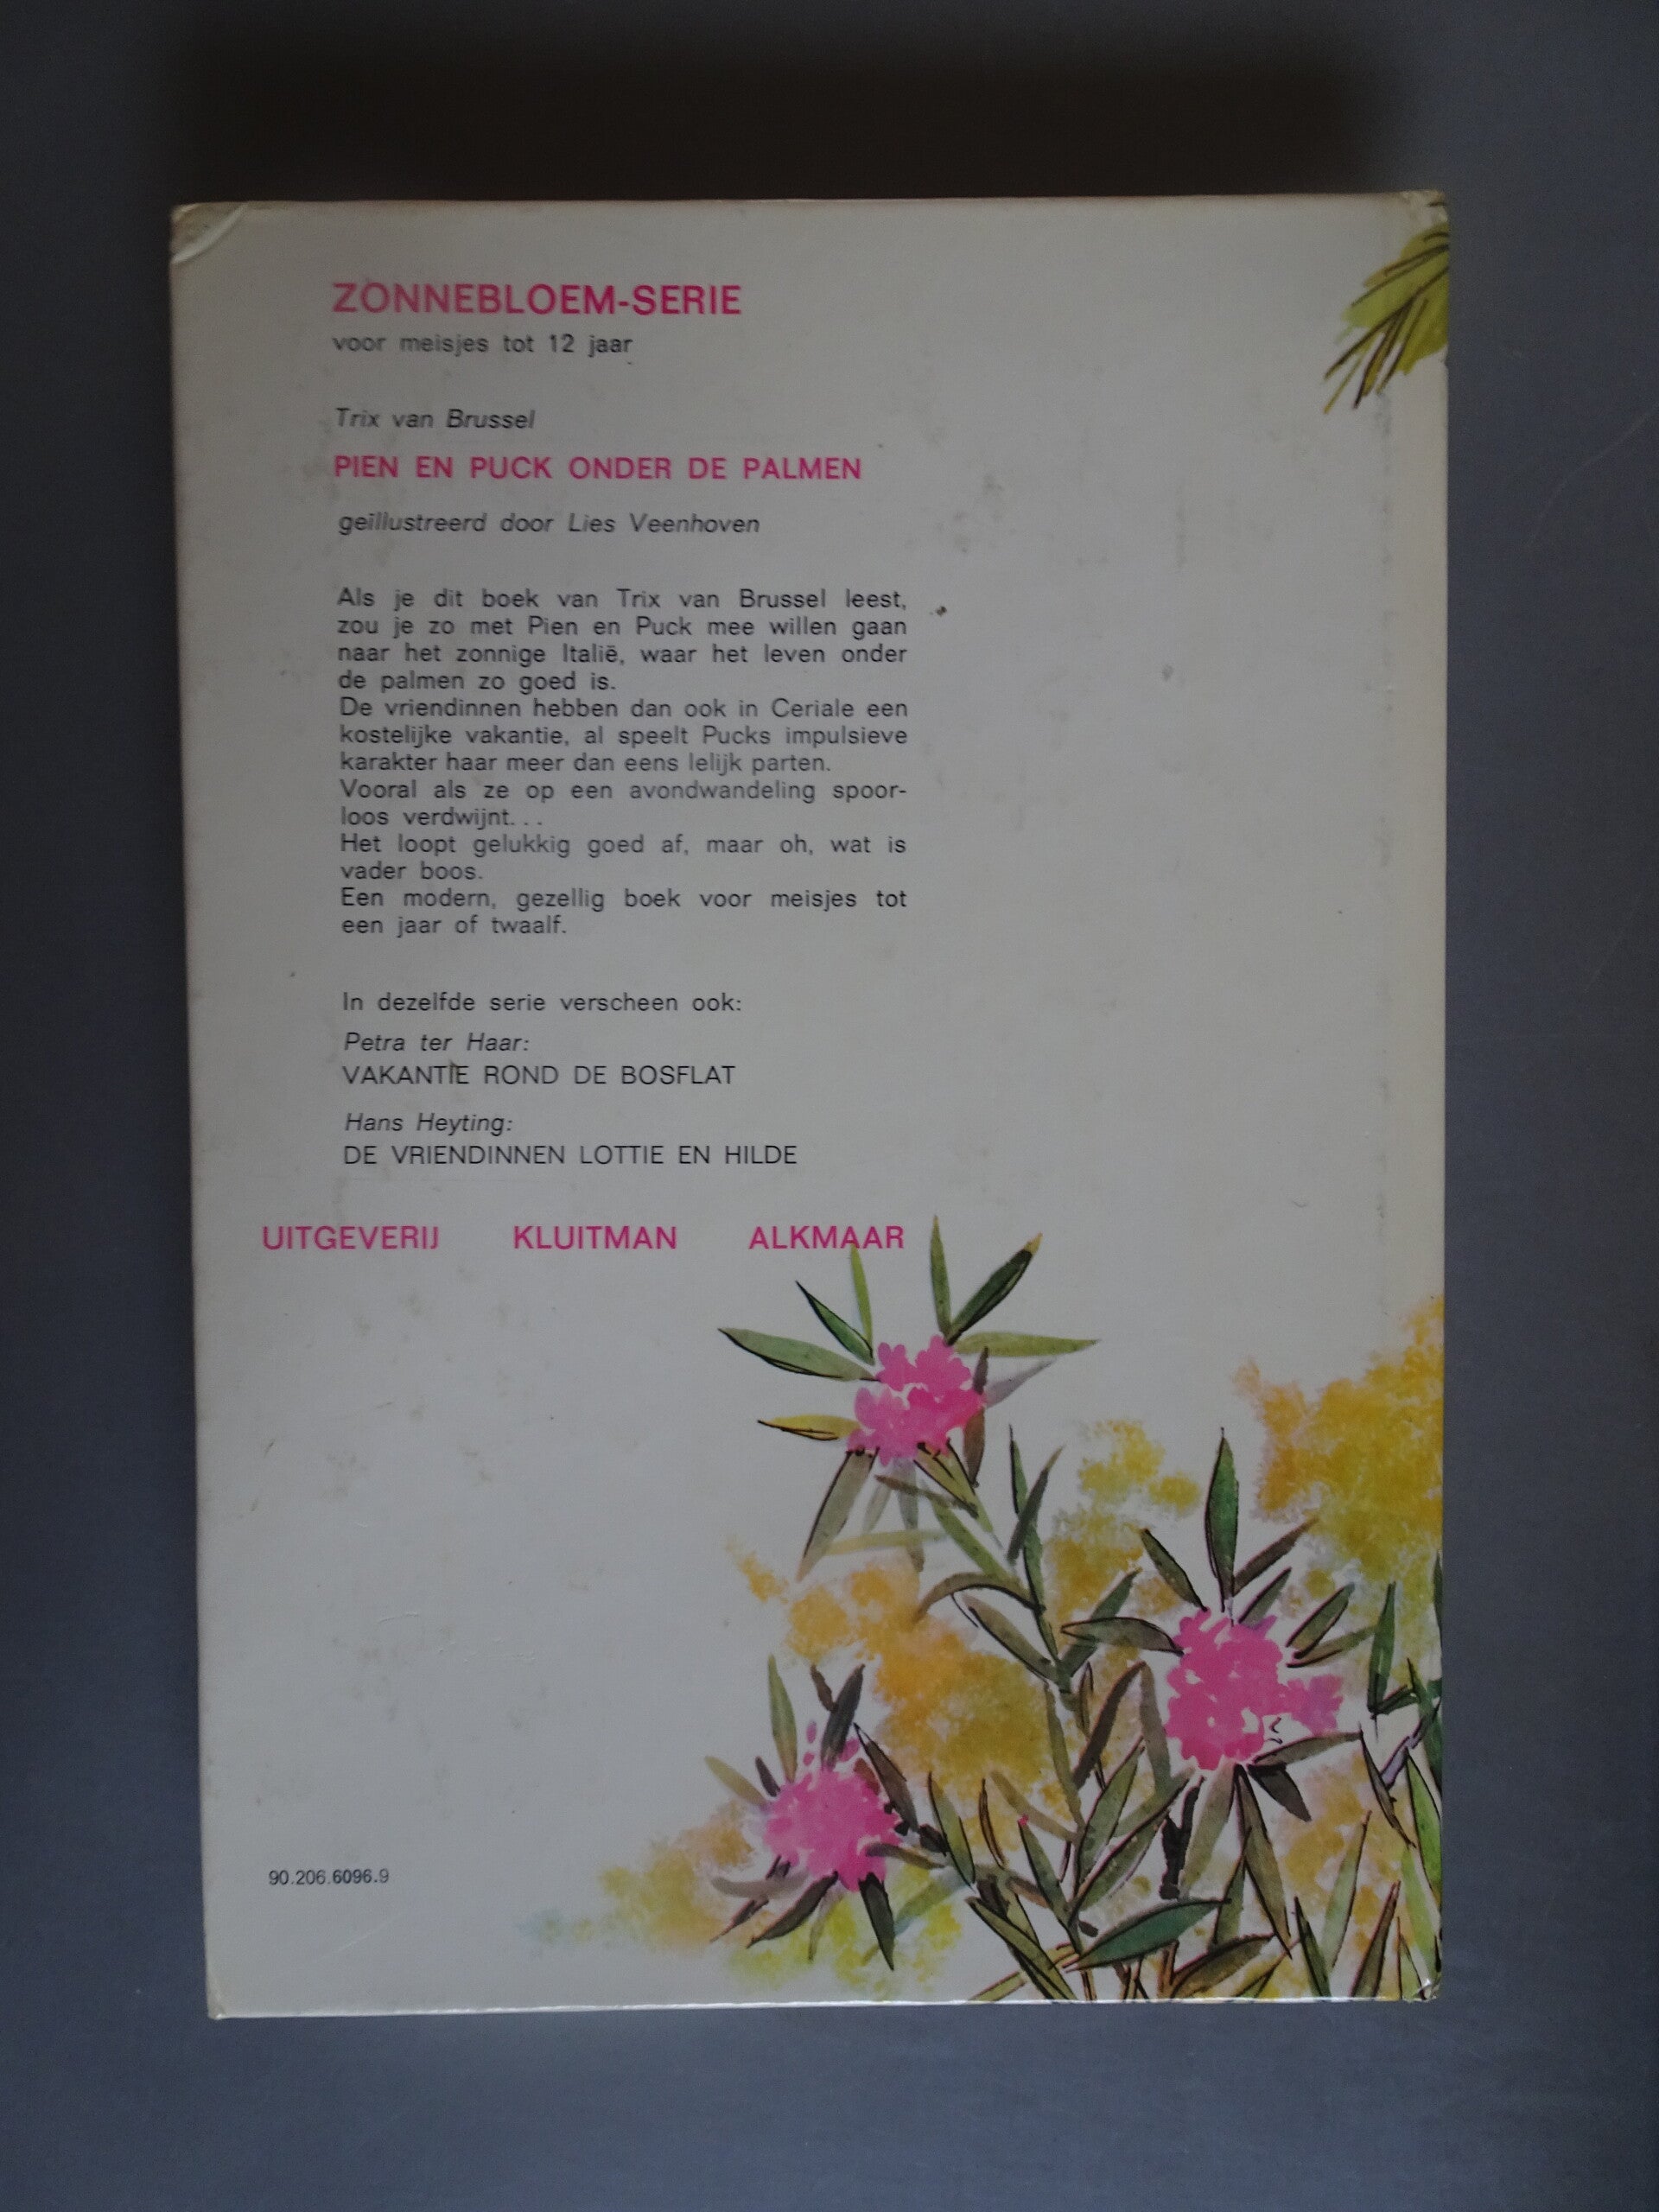 ZONNEBLOEM-SERIE
voor meisjes tot 12 jaar
Trix van Brussel
PIEN EN PUCK ONDER DE PALMEN
geïllustreerd door Lies Veenhoven
Als je dit boek van Trix van Brussel leest,
zou je zo met Pien en Puck mee willen gaan
naar het zonnige Italië, waar het leven onder
de palmen zo goed is.
De vriendinnen hebben dan ook in Ceriale een
kostelijke vakantie, al speelt Pucks impulsieve
karakter haar meer dan eens lelijk parten.
Vooral als ze op een avondwandeling spoor-
loos verdwijnt...
Het loopt gelukkig goed af, maar oh, wat is
vader boos.
Een modern, gezellig boek voor meisjes tot
een jaar of twaalf.
In dezelfde serie verscheen ook:
Petra ter Haar:
VAKANTIE ROND DE BOSFLAT
Hans Heyting:
DE VRIENDINNEN LOTTIE EN HILDE
UITGEVERIJ KLUITMAN ALKMAAR
90.206.6096.9